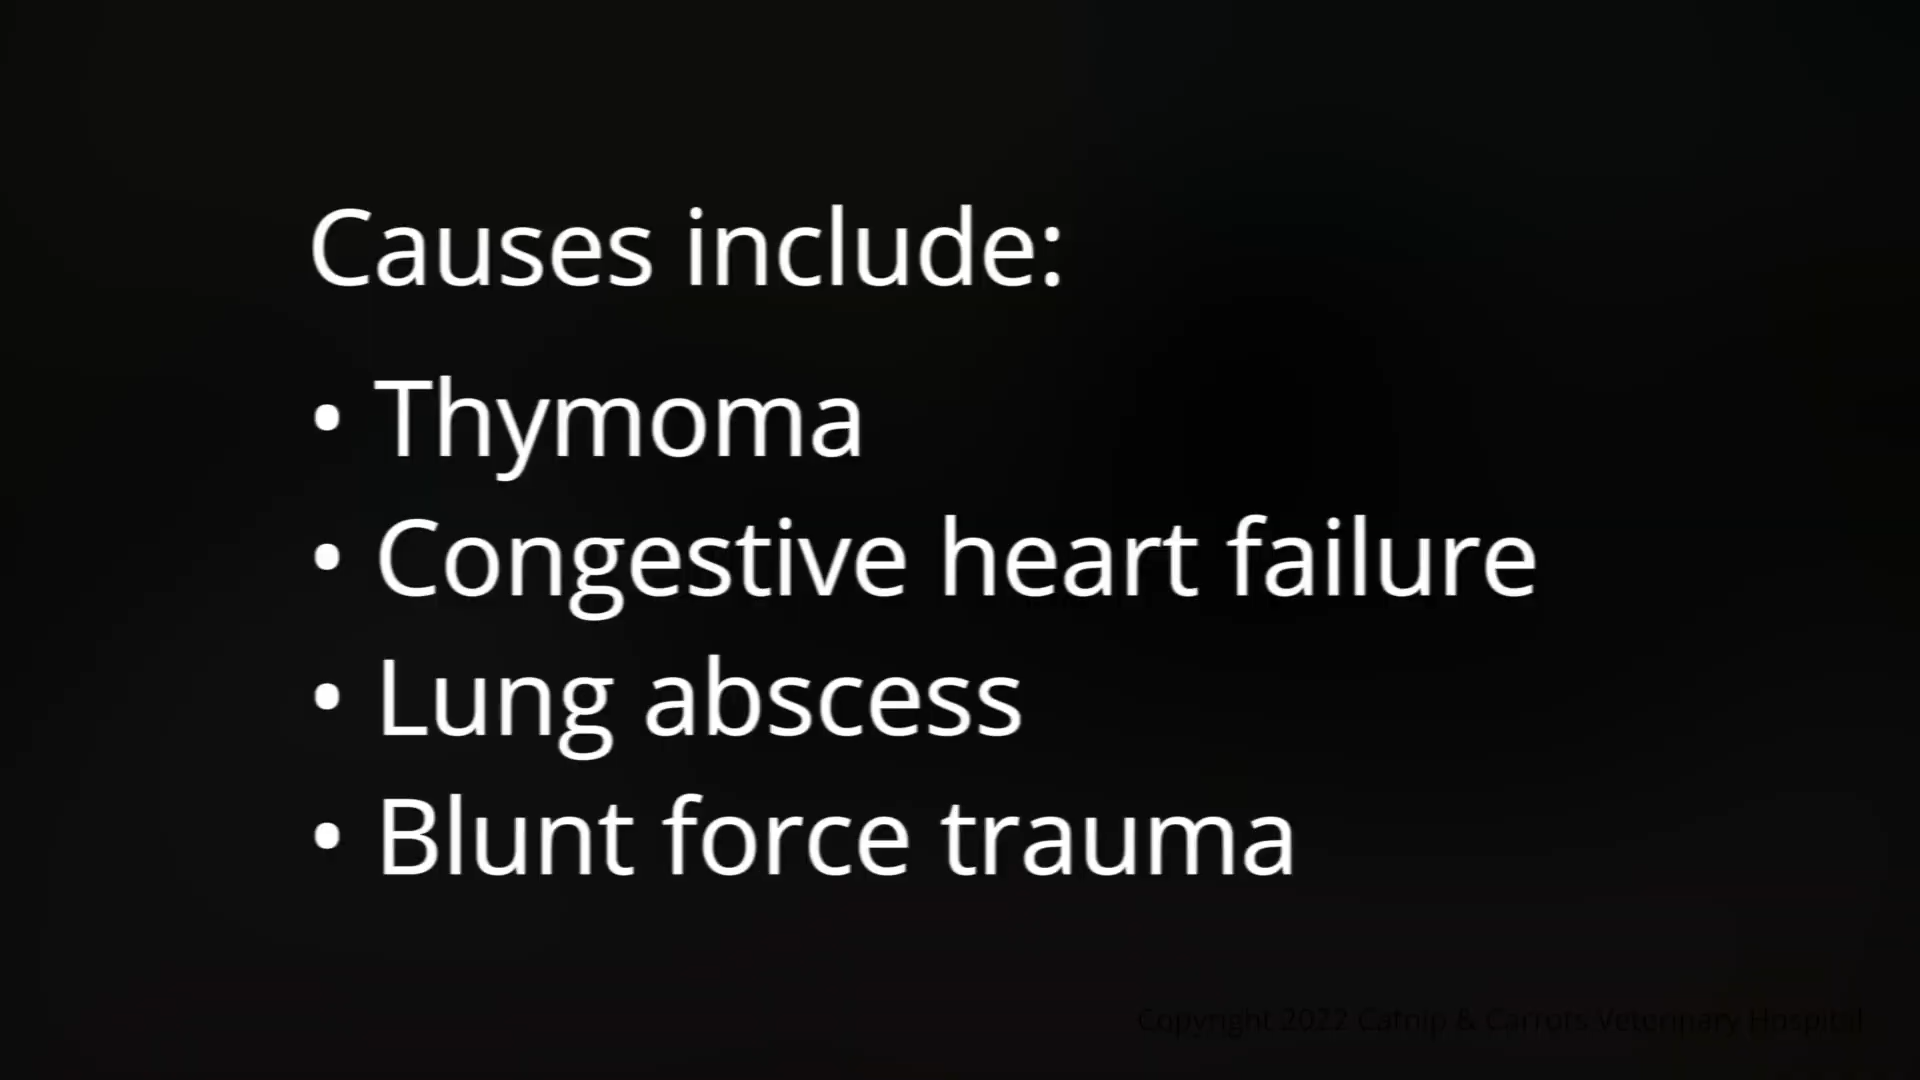 Causes include:
• Thymoma
• Congestive heart failure
• Lung abscess
• Blunt force trauma
Copyright 2022 Catnip & Carrots Veterinary Hospital